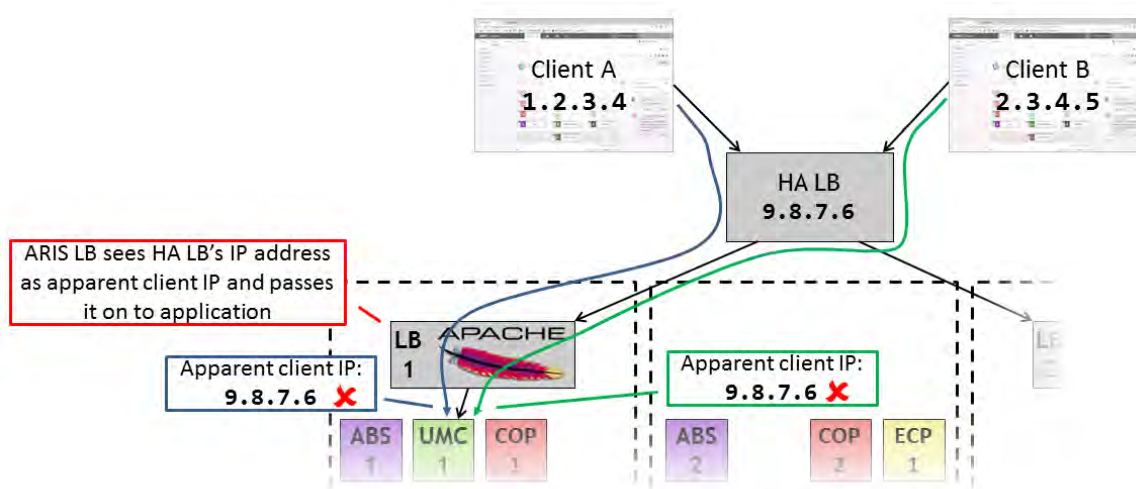 Client A
1.2.3.4
Client B
2.3.4.5
HA LB
9.8.7.6
ARIS LB sees HA LB's IP address
as apparent client IP and passes
it on to application
LB
1
APACHE
LB
Apparent client IP:
9.8.7.6 ✘
Apparent client IP:
9.8.7.6 ✘
ABS
1
UMC
1
COP
1
ABS
2
COP
2
ECP
1